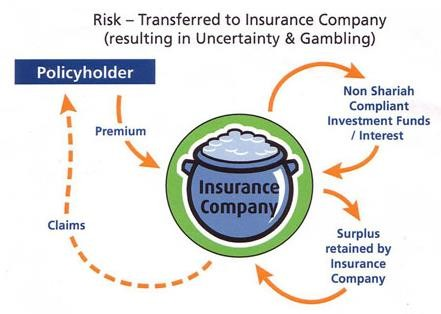 Risk – Transferred to Insurance Company
(resulting in Uncertainty & Gambling)
Policyholder
Premium
Non Shariah
Compliant
Investment Funds
/ Interest
Insurance
Company
Claims
Surplus
retained by
Insurance
Company